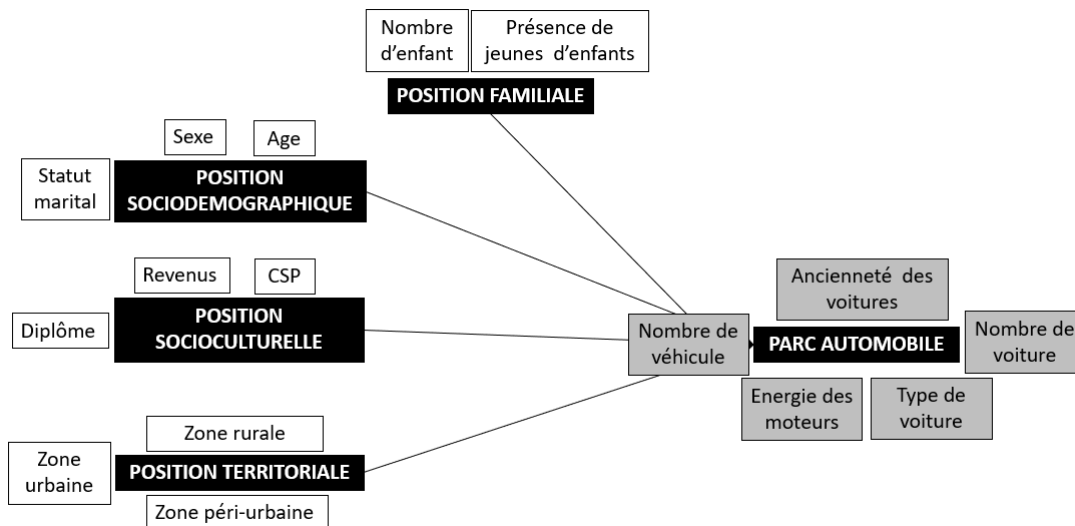 Nombre
d'enfant
Présence de
jeunes  d'enfants
POSITION FAMILIALE
Sexe
Age
Statut
marital
POSITION
SOCIODEMOGRAPHIQUE
Revenus
CSP
Diplôme
POSITION
SOCIOCULTURELLE
Ancienneté  des
voitures
Nombre de
véhicule
PARC AUTOMOBILE
Nombre de
voiture
Energie des
moteurs
Type de
voiture
Zone rurale
Zone
urbaine
POSITION TERRITORIALE
Zone péri-urbaine